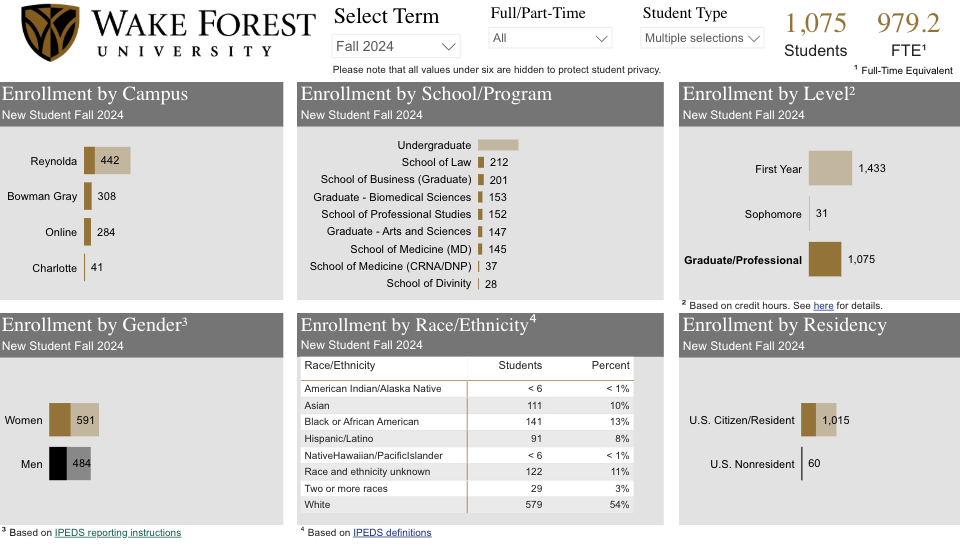 WAKE FOREST
UNIVERSITY
Select Term
Fall 2024
Full/Part-Time
All
Student Type
Multiple selections
1,075
Students
979.2
FTE¹
Please note that all values under six are hidden to protect student privacy.
¹ Full-Time Equivalent
Enrollment by Campus
New Student Fall 2024
Reynolda 442
Bowman Gray 308
Online 284
Charlotte 41
Enrollment by School/Program
New Student Fall 2024
Undergraduate
School of Law 212
School of Business (Graduate) 201
Graduate - Biomedical Sciences 153
School of Professional Studies 152
Graduate - Arts and Sciences 147
School of Medicine (MD) 145
School of Medicine (CRNA/DNP) 37
School of Divinity 28
Enrollment by Level²
New Student Fall 2024
First Year 1,433
Sophomore 31
Graduate/Professional 1,075
² Based on credit hours. See here for details.
Enrollment by Gender³
New Student Fall 2024
Women 591
Men 484
³ Based on IPEDS reporting instructions
Enrollment by Race/Ethnicity⁴
New Student Fall 2024
Race/Ethnicity Students Percent
American Indian/Alaska Native < 6 < 1%
Asian 111 10%
Black or African American 141 13%
Hispanic/Latino 91 8%
NativeHawaiian/PacificIslander < 6 < 1%
Race and ethnicity unknown 122 11%
Two or more races 29 3%
White 579 54%
⁴ Based on IPEDS definitions
Enrollment by Residency
New Student Fall 2024
U.S. Citizen/Resident 1,015
U.S. Nonresident 60